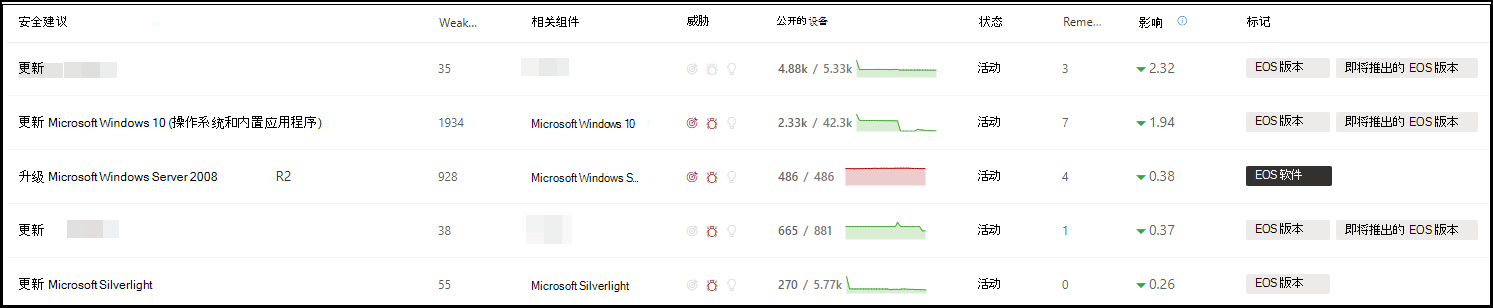 安全建议 Weak... 相关组件 威胁 公开的设备 状态 Reme... 影响 标记
更新 35 4.88k / 5.33k 活动 3 2.32 EOS 版本 即将推出的 EOS 版本
更新 Microsoft Windows 10 (操作系统和内置应用程序) 1934 Microsoft Windows 10 2.33k / 42.3k 活动 7 1.94 EOS 版本 即将推出的 EOS 版本
升级 Microsoft Windows Server 2008 R2 928 Microsoft Windows S... 486 / 486 活动 4 0.38 EOS 软件
更新 38 665 / 881 活动 1 0.37 EOS 版本 即将推出的 EOS 版本
更新 Microsoft Silverlight 55 Microsoft Silverlight 270 / 5.77k 活动 0 0.26 EOS 版本